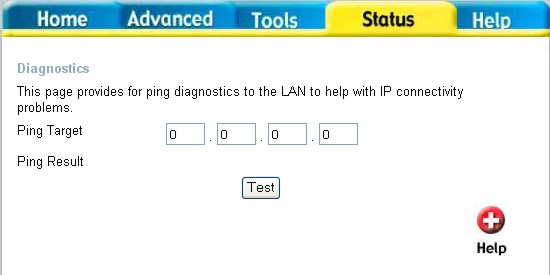 Home Advanced Tools Status Help
Diagnostics
This page provides for ping diagnostics to the LAN to help with IP connectivity
problems.
Ping Target 0 . 0 . 0 . 0
Ping Result
Test
Help